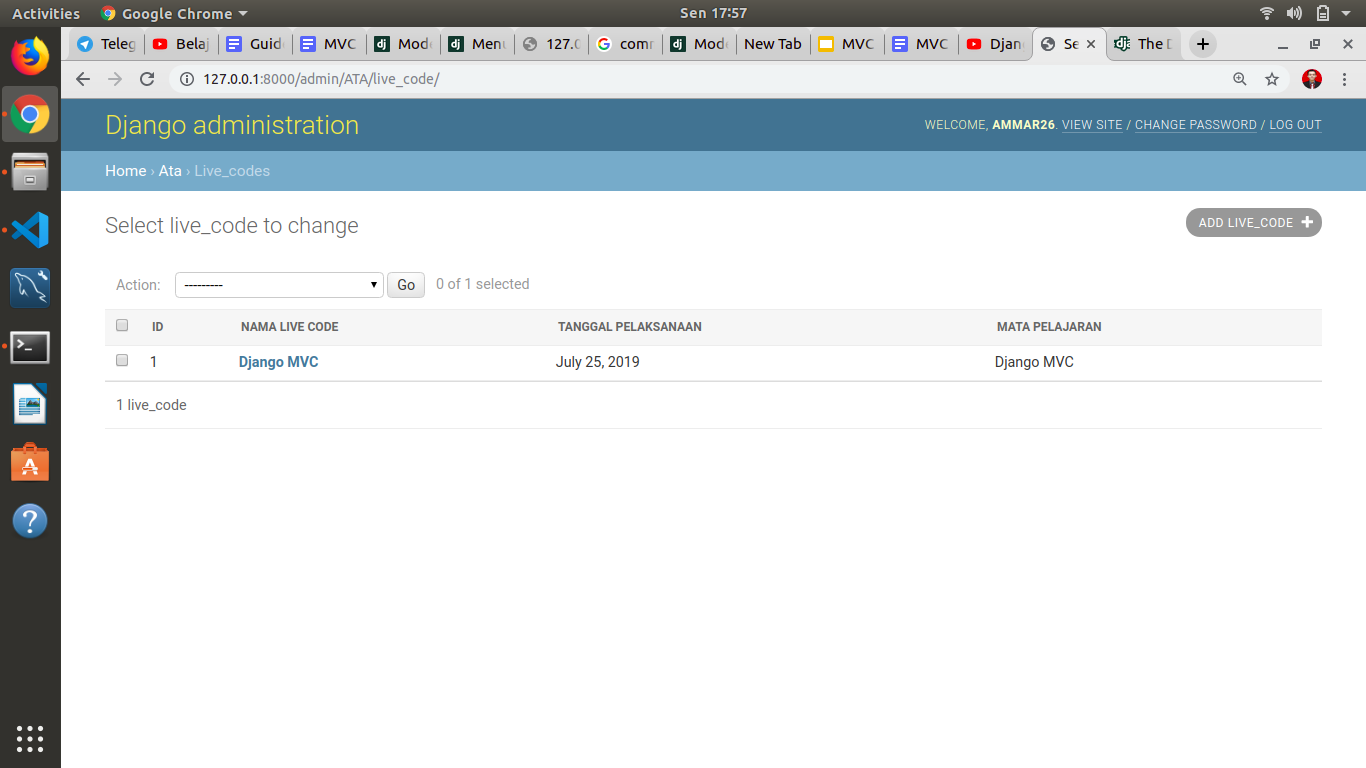 Activities Google Chrome Sen 17:57
Teleg Belaj Guid MVC Mode Menu 127.0 Mod New Tab MVC MVC Djan Se The D
127.0.0.1:8000/admin/ATA/live_code/
Django administration
WELCOME, AMMAR26. VIEW SITE / CHANGE PASSWORD / LOG OUT
Home › Ata › Live_codes
Select live_code to change
ADD LIVE_CODE +
Action: --------- Go 0 of 1 selected
ID NAMA LIVE CODE TANGGAL PELAKSANAAN MATA PELAJARAN
1 Django MVC July 25, 2019 Django MVC
1 live_code